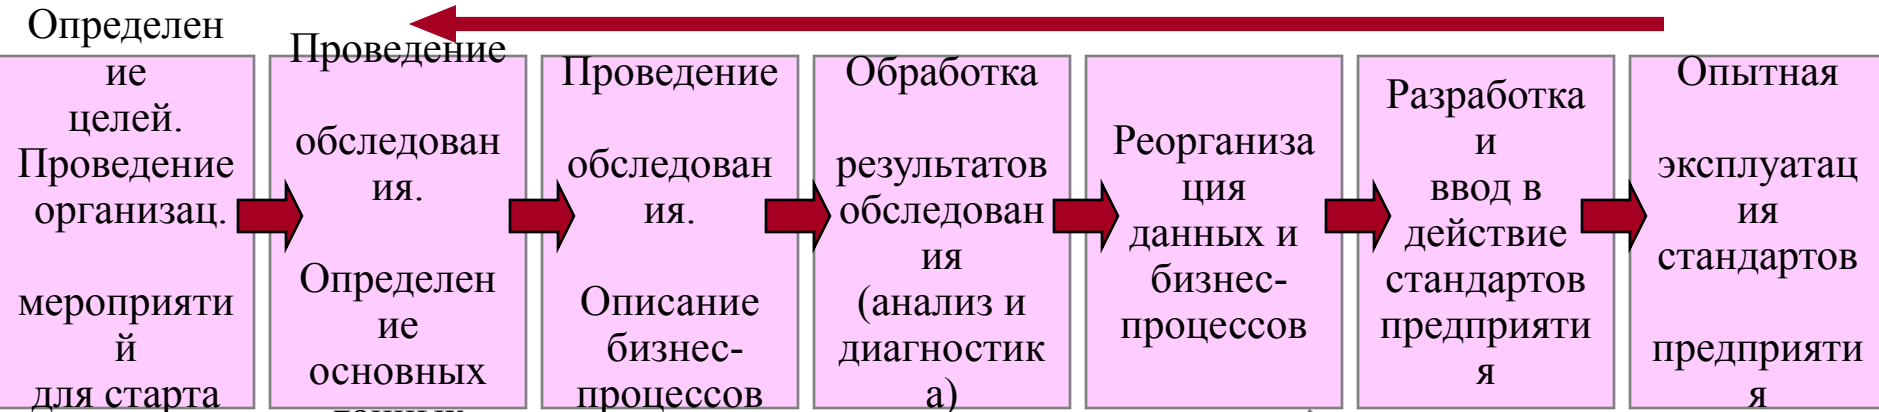 Определен
ие
целей.
Проведение
организац.
мероприяти
й
для старта
Проведение
обследован
ия.
Определен
ие
основных
данных
Проведение
обследован
ия.
Описание
бизнес-
процессов
Обработка
результатов
обследован
ия
(анализ и
диагностик
а)
Реорганиза
ция
данных и
бизнес-
процессов
Разработка
и
ввод в
действие
стандартов
предприяти
я
Опытная
эксплуатац
ия
стандартов
предприяти
я